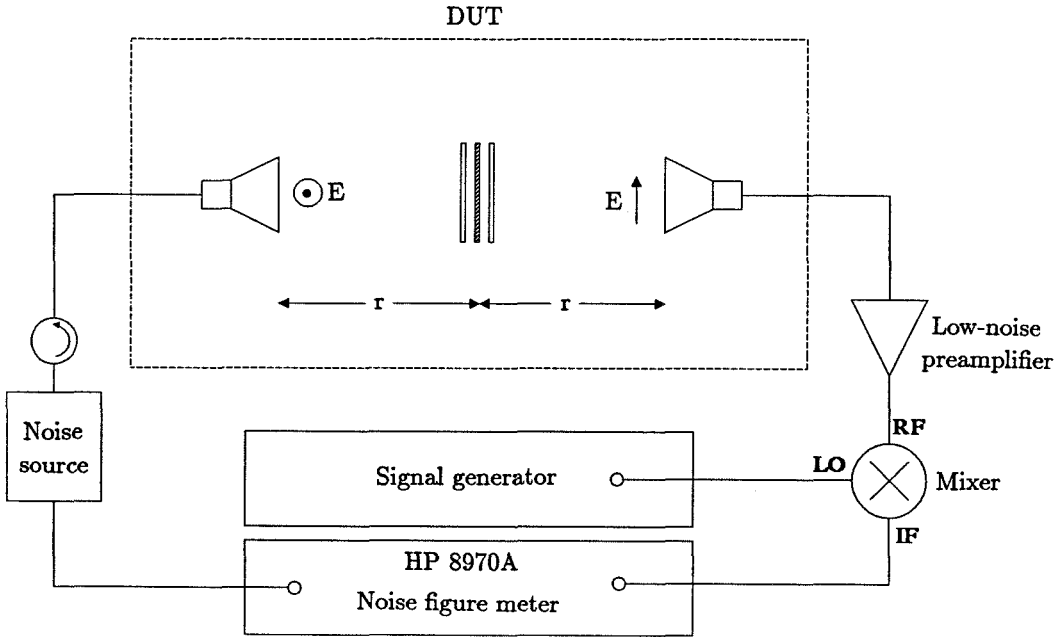 DUT
E
E
r
r
Low-noise
preamplifier
Noise
source
RF
LO
Mixer
IF
Signal generator
HP 8970A
Noise figure meter